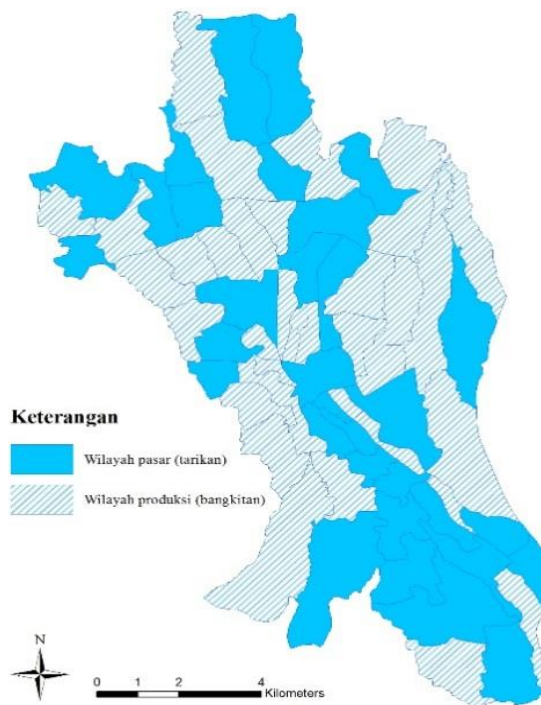 Keterangan
Wilayah pasar (tarikan)
Wilayah produksi (bangkitan)
N
0 1 2 4
Kilometers